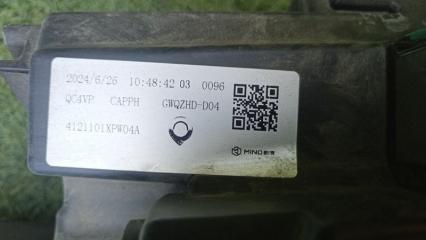 2024/6/26 10:48:42 03 0096
QC4VP CAPPH GWQZHD-D04
4121101XPW04A
MIND